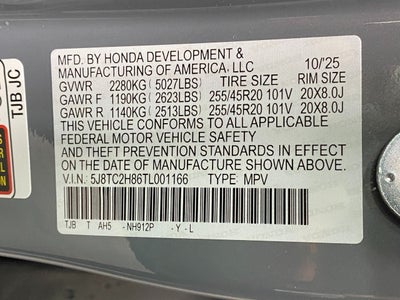 MFD. BY HONDA DEVELOPMENT & 10/'25
MANUFACTURING OF AMERICA, LLC
GVWR 2280KG(5027LBS) TIRE SIZE RIM SIZE
GAWR F 1190KG(2623LBS) 255/45R20 101V 20X8.0J
GAWR R 1140KG(2513LBS) 255/45R20 101V 20X8.0J
THIS VEHICLE CONFORMS TO ALL APPLICABLE
FEDERAL MOTOR VEHICLE SAFETY
AND THEFT PREVENTION STANDARDS IN EFFECT
ON THE DATE OF MANUFACTURE SHOWN ABOVE.
V.I.N. 5J8TC2H86TL001166 TYPE MPV
TJB T AH5 -NH912P -Y-L
TJB JC